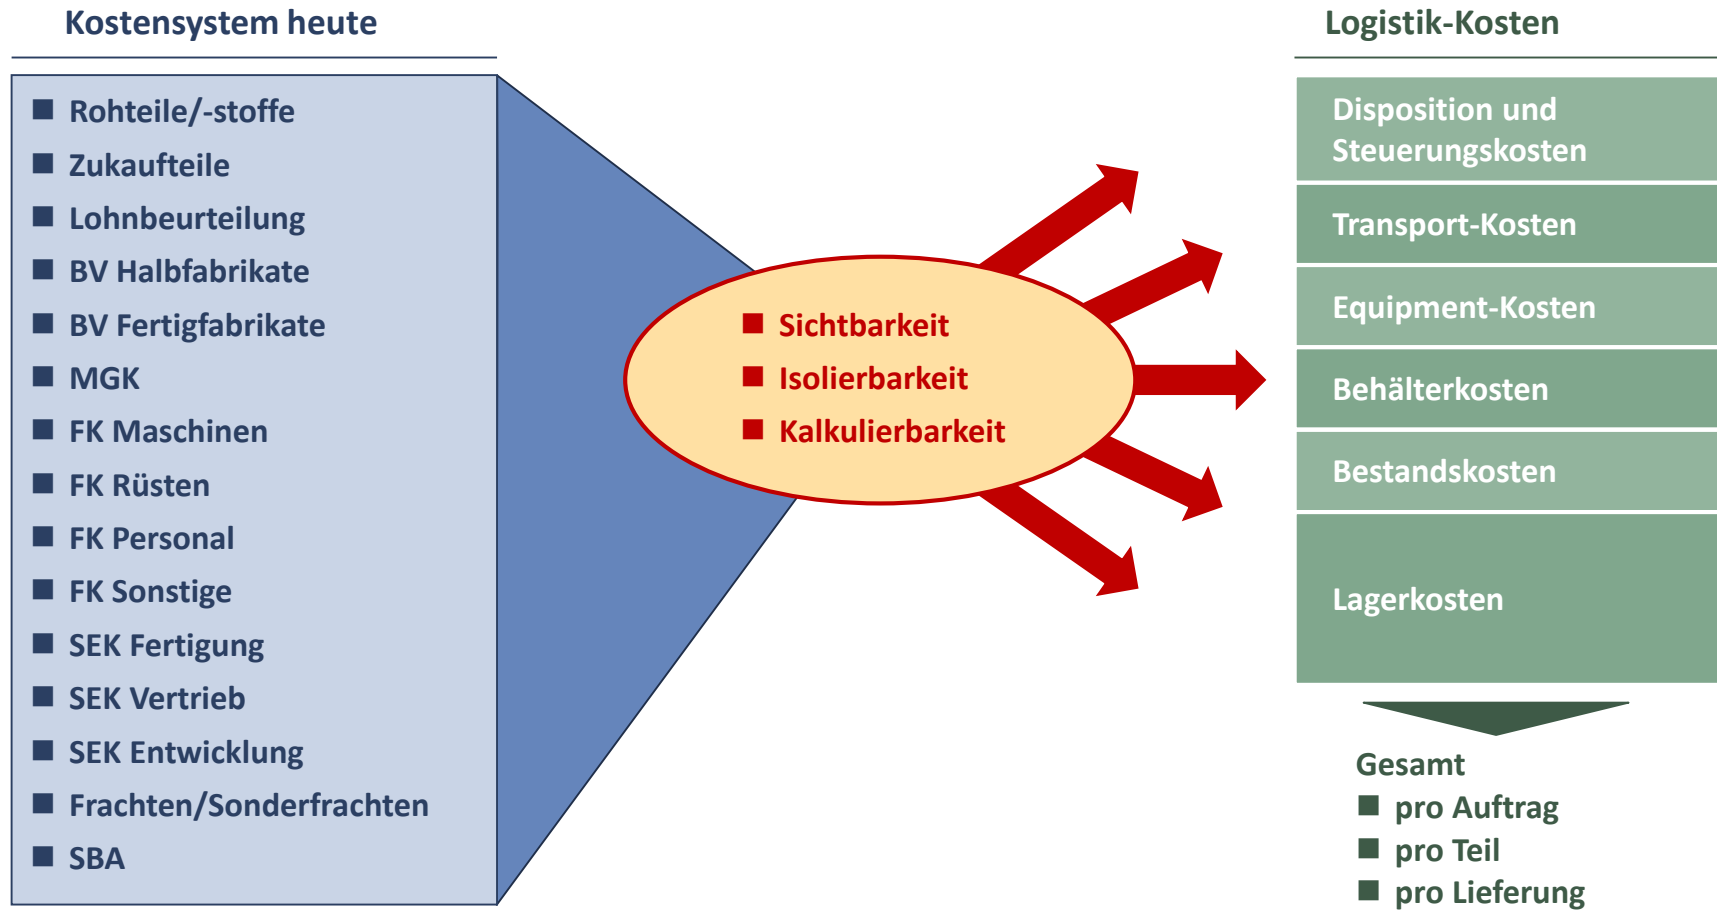 Kostensystem heute
Rohteile/-stoffe
Zukaufteile
Lohnbeurteilung
BV Halbfabrikate
BV Fertigfabrikate
MGK
FK Maschinen
FK Rüsten
FK Personal
FK Sonstige
SEK Fertigung
SEK Vertrieb
SEK Entwicklung
Frachten/Sonderfrachten
SBA
Sichtbarkeit
Isolierbarkeit
Kalkulierbarkeit
Logistik-Kosten
Disposition und
Steuerungskosten
Transport-Kosten
Equipment-Kosten
Behälterkosten
Bestandskosten
Lagerkosten
Gesamt
pro Auftrag
pro Teil
pro Lieferung